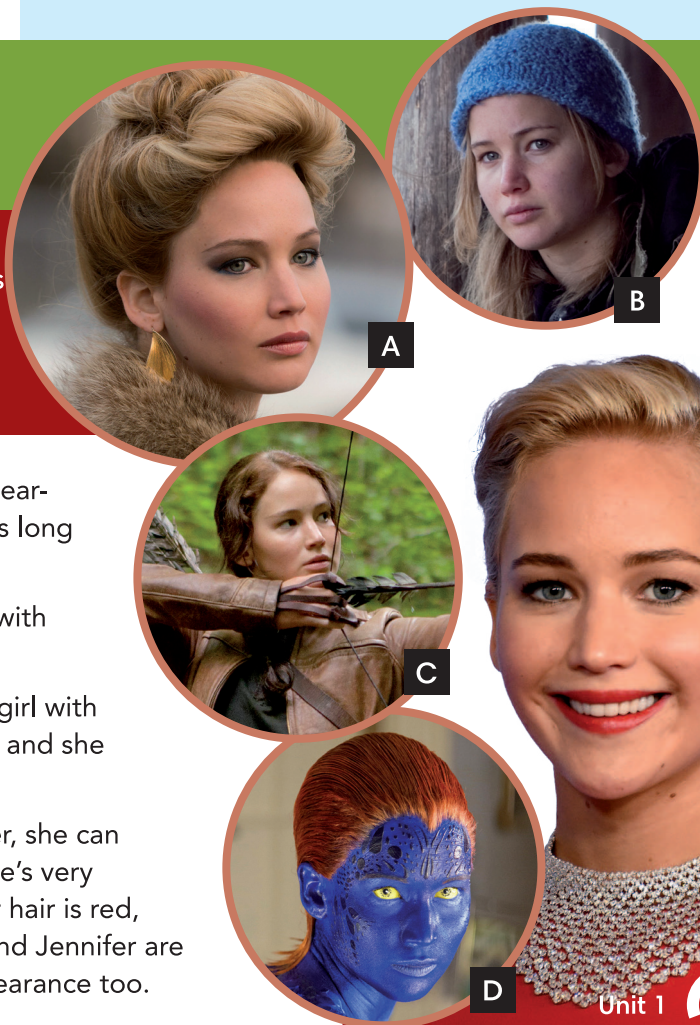 s
B
A
ear-
s long
with
C
girl with
and she
er, she can
e's very
hair is red,
nd Jennifer are
earance too.
D
Unit 1